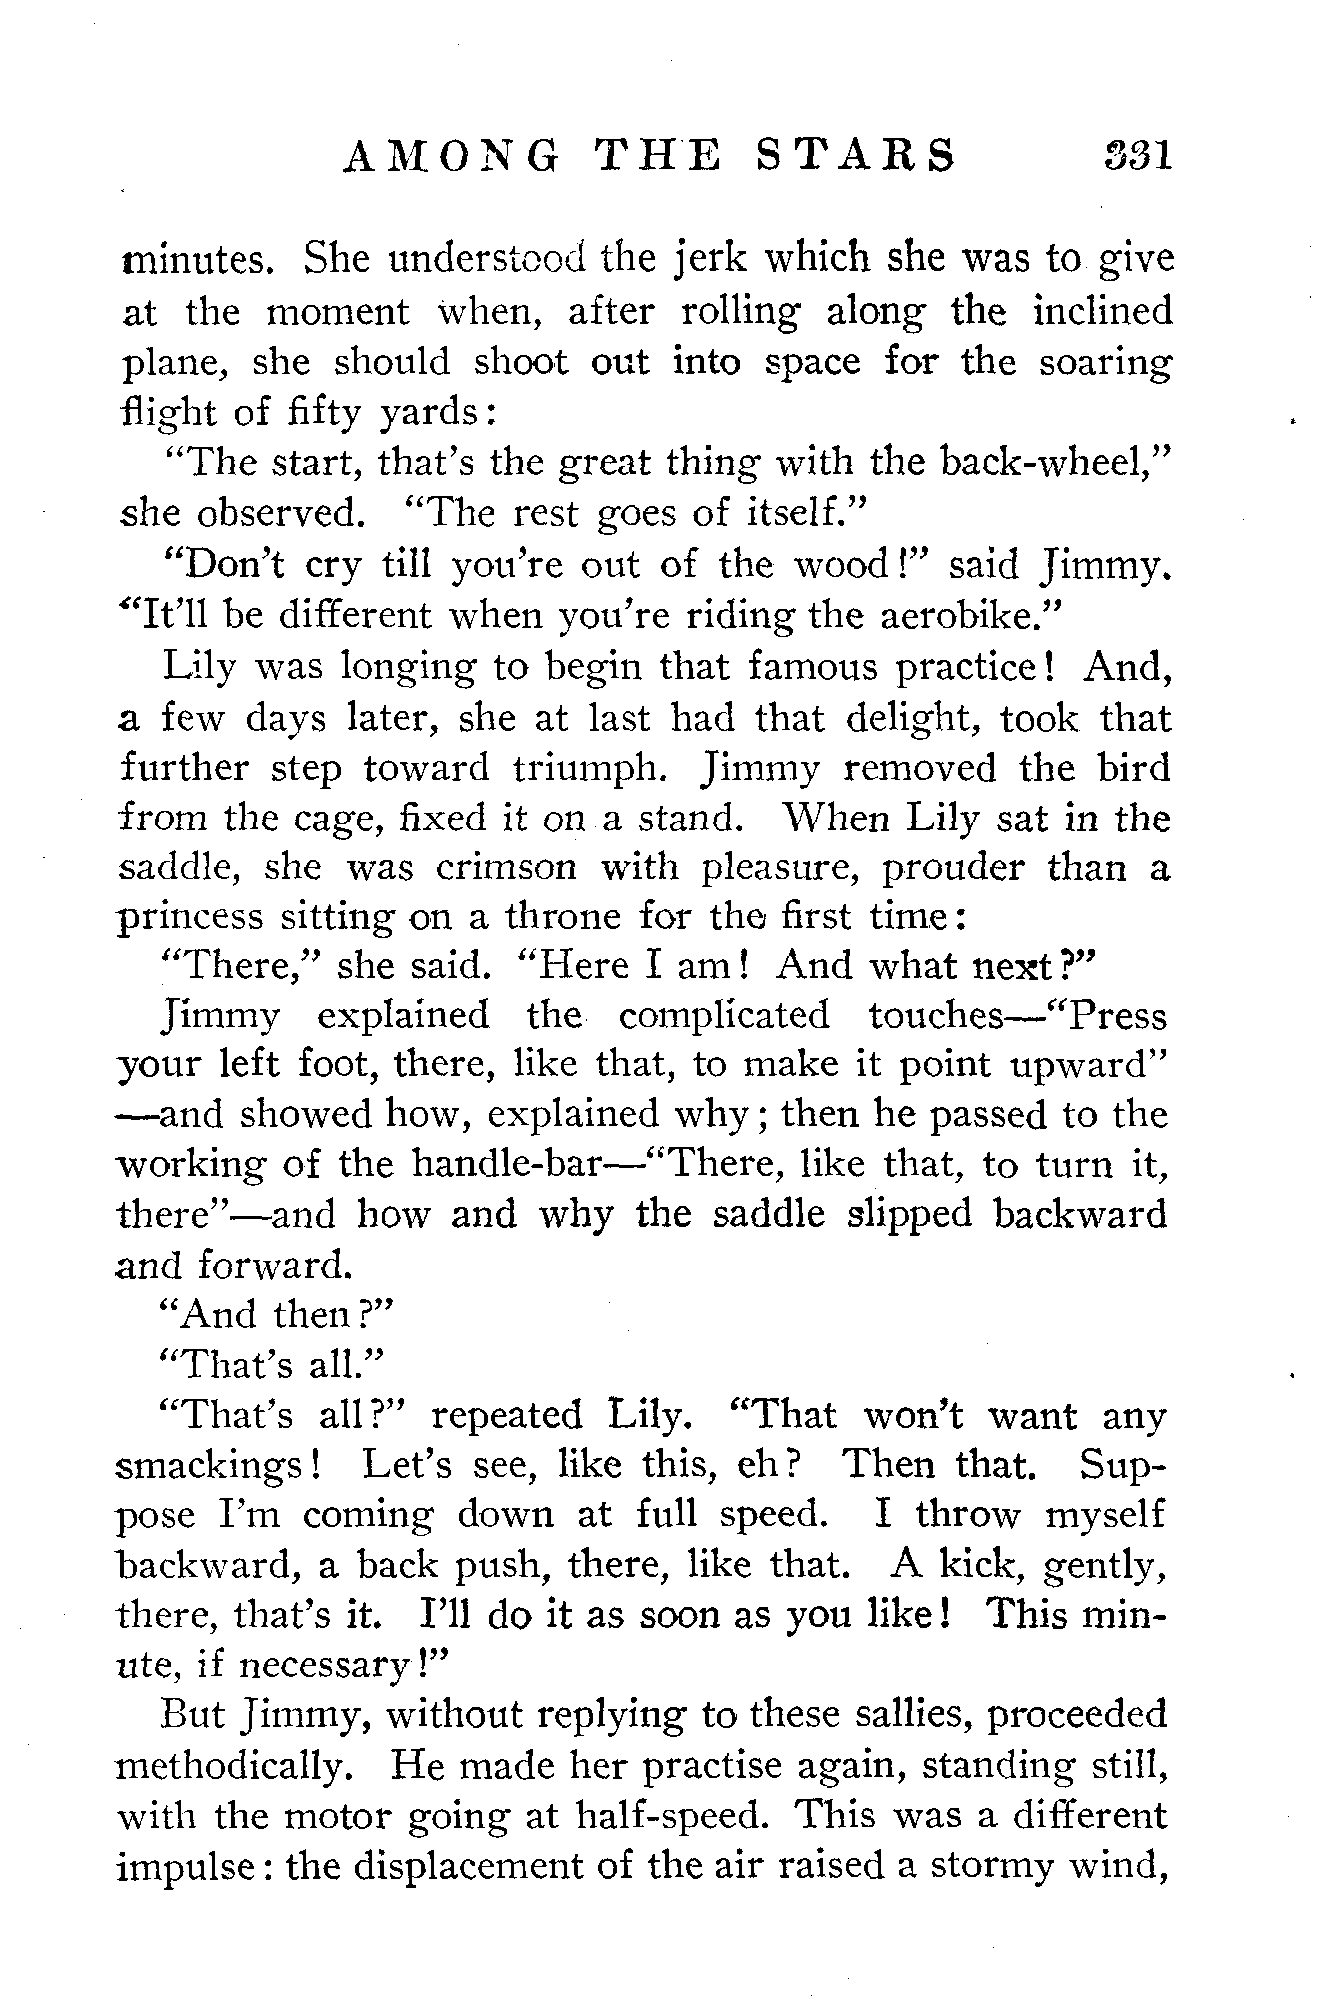 AMONG THE STARS 331
minutes. She understood the jerk which she was to give
at the moment when, after rolling along the inclined
plane, she should shoot out into space for the soaring
flight of fifty yards:
"The start, that's the great thing with the back-wheel,"
she observed. "The rest goes of itself."
"Don't cry till you're out of the wood!" said Jimmy.
"It'll be different when you're riding the aerobike."
Lily was longing to begin that famous practice! And,
a few days later, she at last had that delight, took that
further step toward triumph. Jimmy removed the bird
from the cage, fixed it on a stand. When Lily sat in the
saddle, she was crimson with pleasure, prouder than a
princess sitting on a throne for the first time:
"There," she said. "Here I am! And what next?"
Jimmy explained the complicated touches—"Press
your left foot, there, like that, to make it point upward"
—and showed how, explained why; then he passed to the
working of the handle-bar—"There, like that, to turn it,
there"—and how and why the saddle slipped backward
and forward.
"And then?"
"That's all."
"That's all?" repeated Lily. "That won't want any
smackings! Let's see, like this, eh? Then that. Sup-
pose I'm coming down at full speed. I throw myself
backward, a back push, there, like that. A kick, gently,
there, that's it. I'll do it as soon as you like! This min-
ute, if necessary!"
But Jimmy, without replying to these sallies, proceeded
methodically. He made her practise again, standing still,
with the motor going at half-speed. This was a different
impulse: the displacement of the air raised a stormy wind,